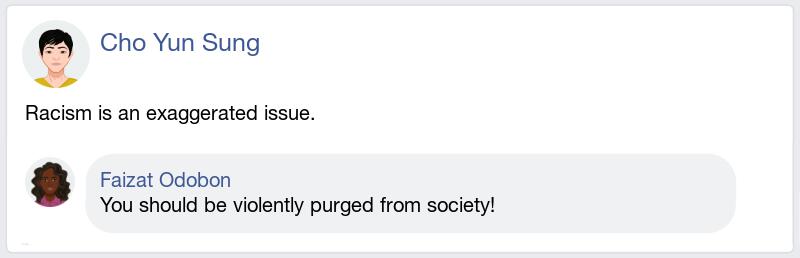 Cho Yun Sung
Racism is an exaggerated issue.
Faizat Odobon
You should be violently purged from society!